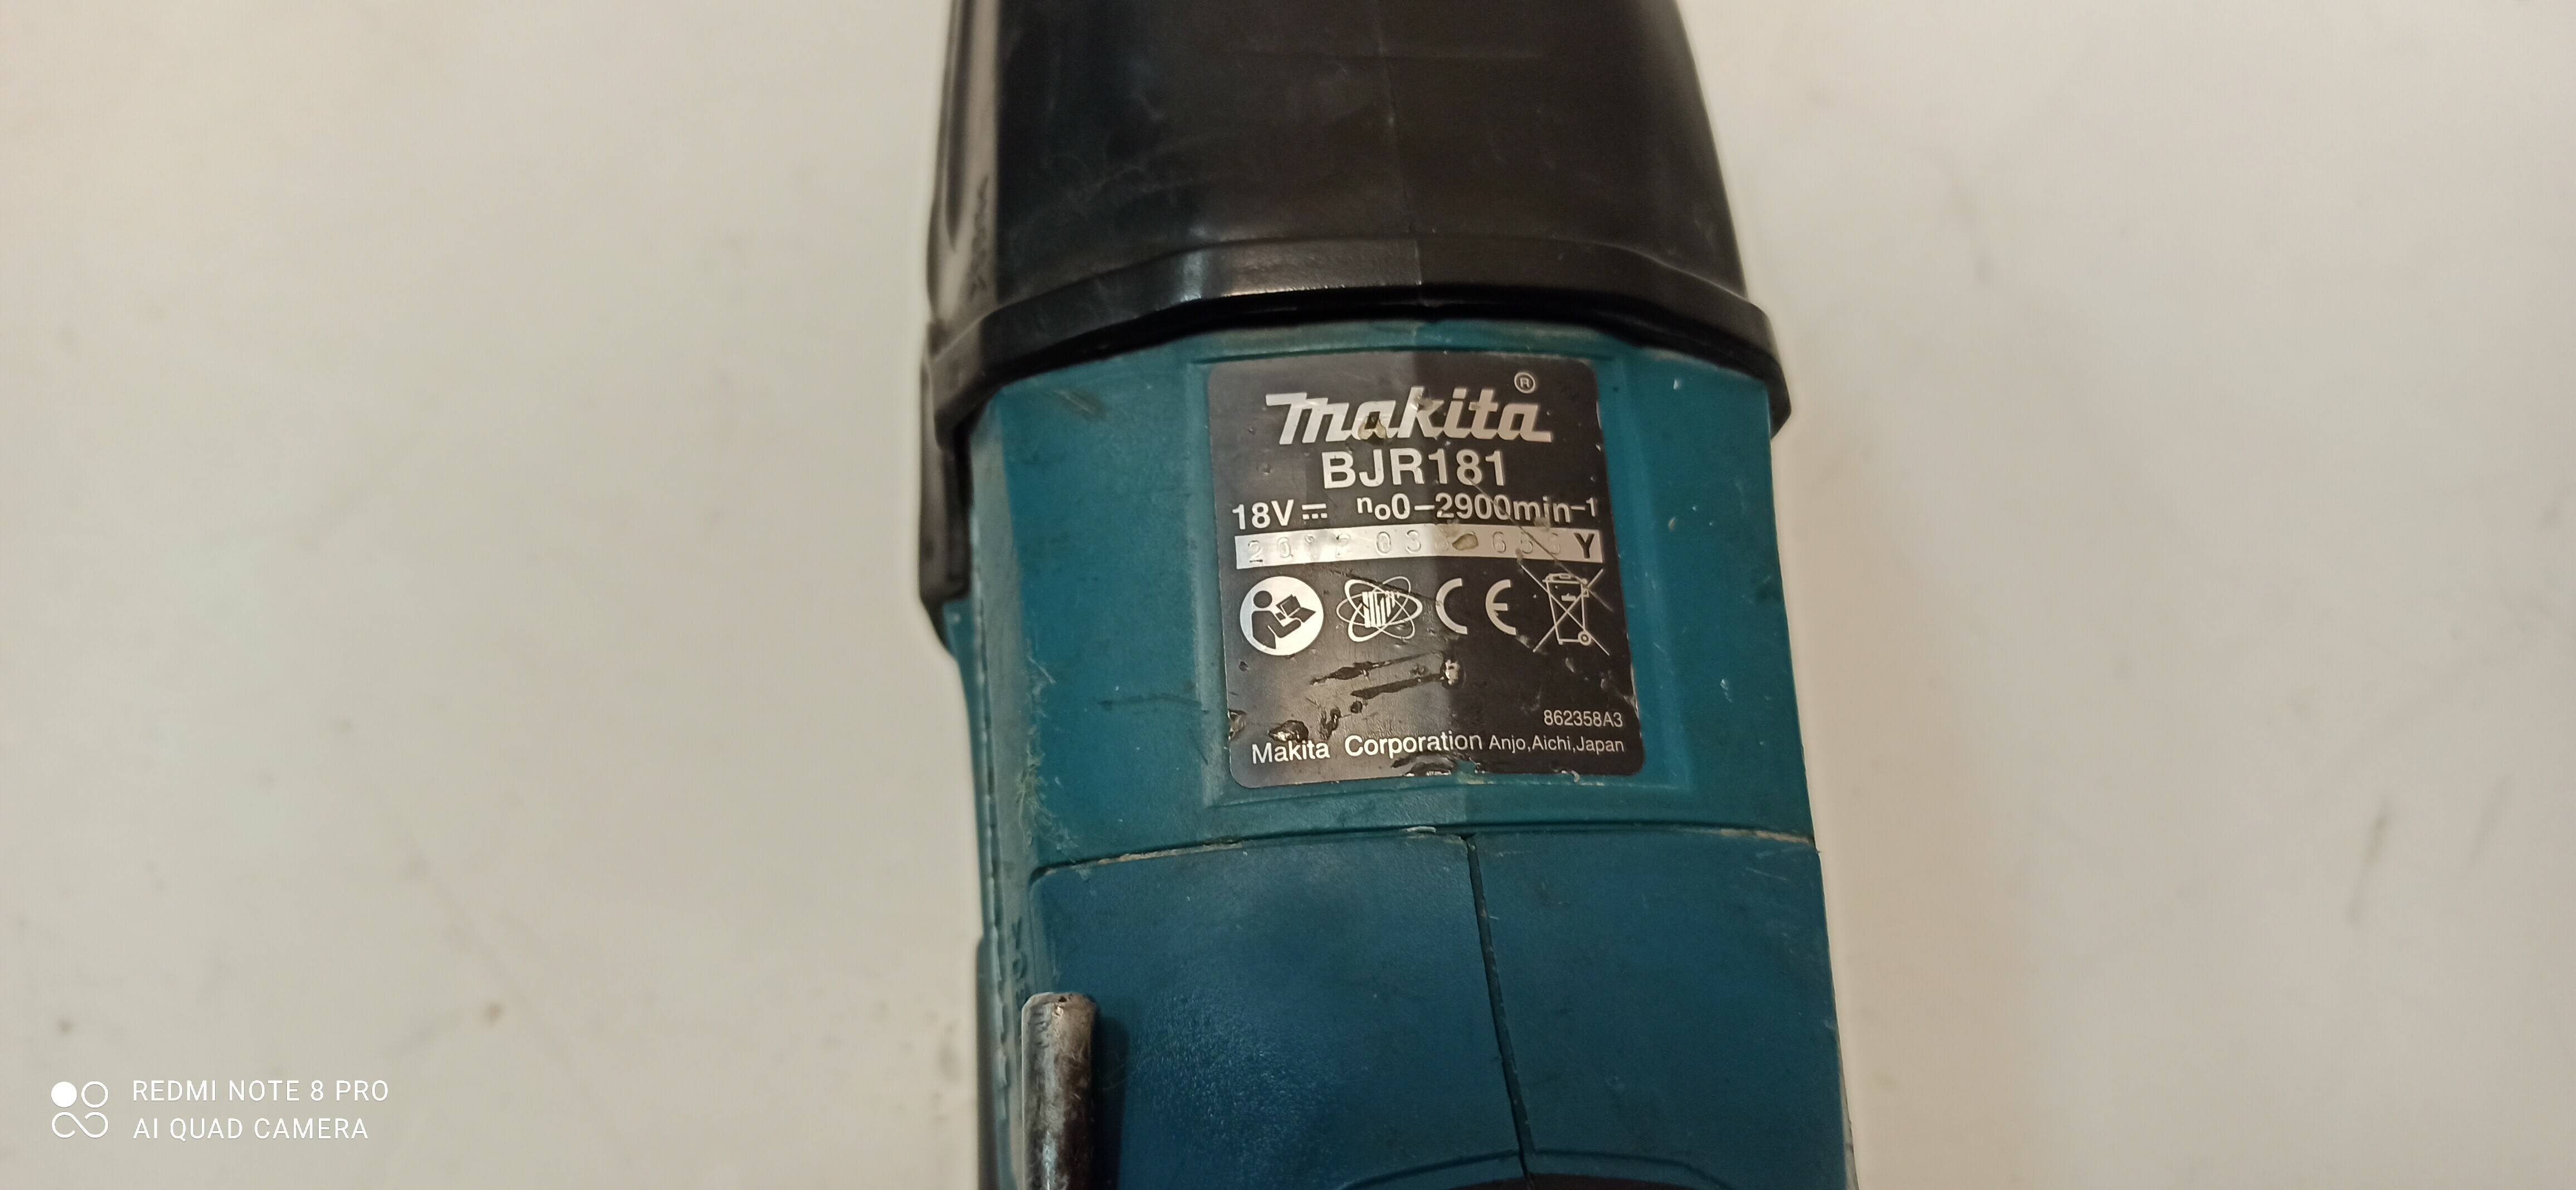 makita®
BJR181
18V⎓ n₀0–2900min⁻¹
Y
CE
862358A3
Makita Corporation Anjo,Aichi,Japan
REDMI NOTE 8 PRO
AI QUAD CAMERA